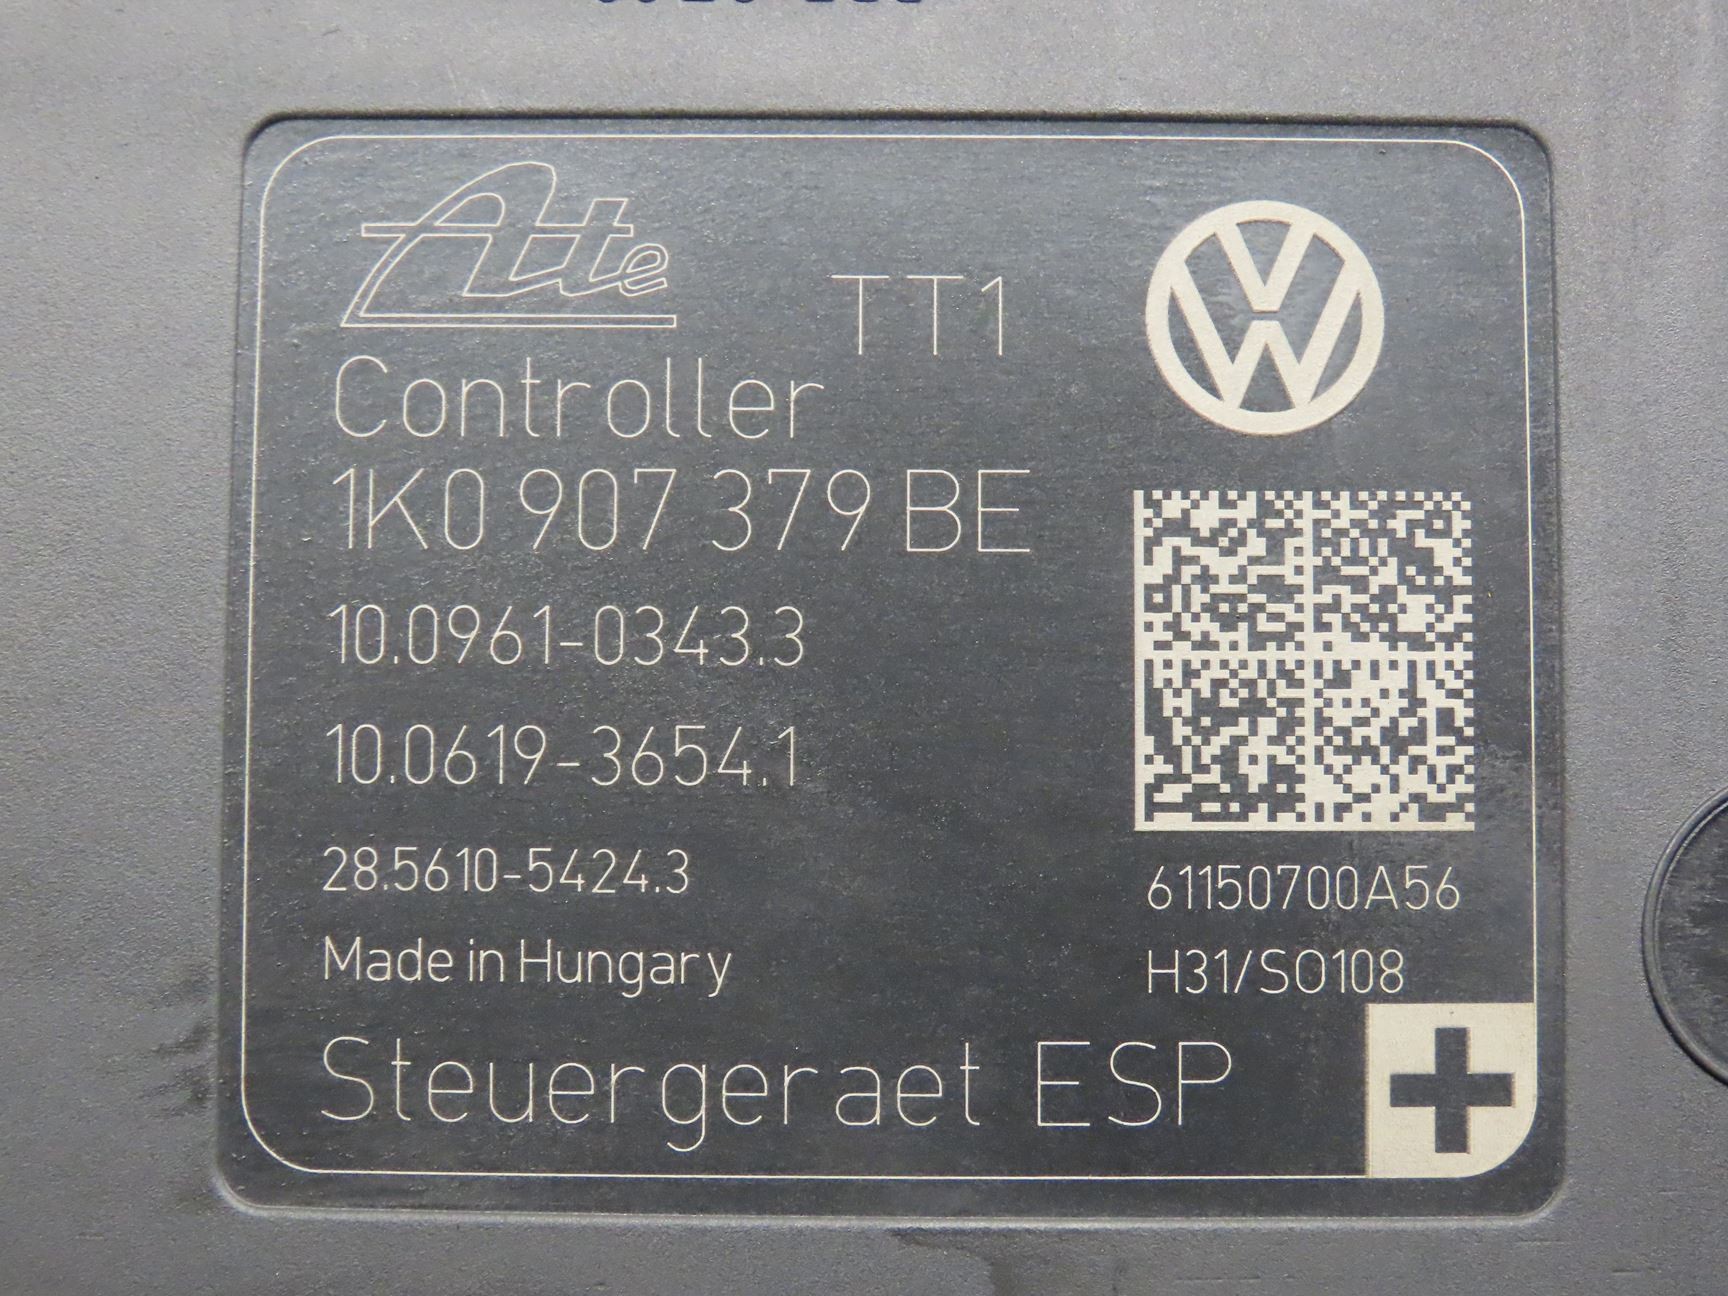 Ate
TT1
Controller
1K0 907 379 BE
10.0961-0343.3
10.0619-3654.1
28.5610-5424.3
Made in Hungary
61150700A56
H31/SO108
Steuergeraet ESP